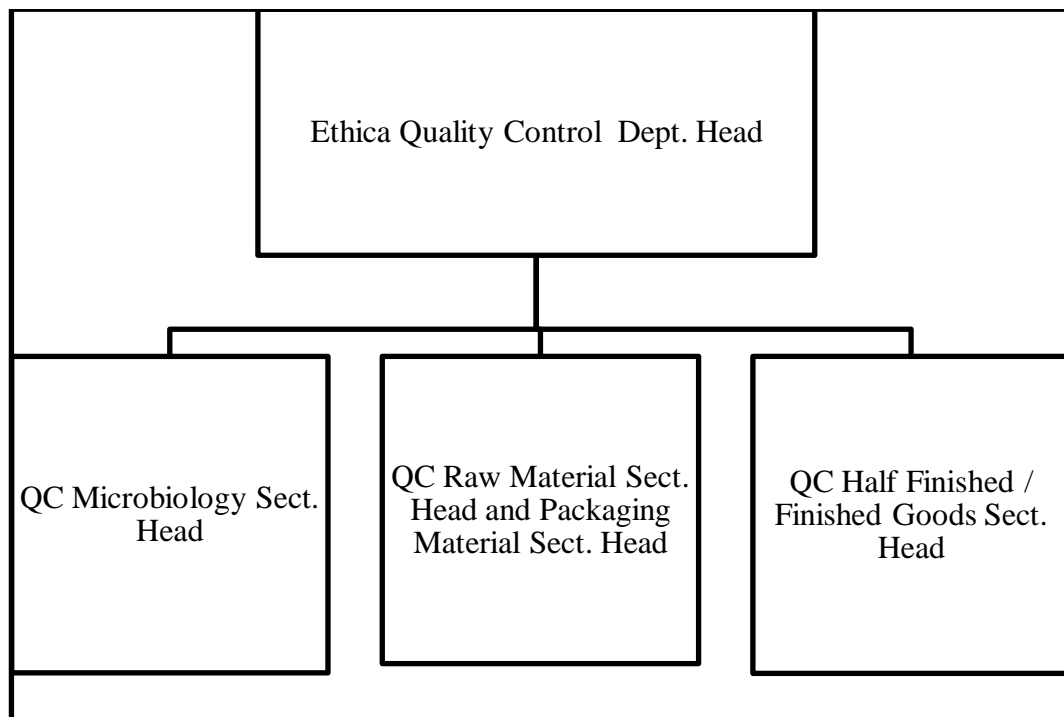 Ethica Quality Control  Dept. Head
QC Microbiology Sect.
Head
QC Raw Material Sect.
Head and Packaging
Material Sect. Head
QC Half Finished /
Finished Goods Sect.
Head